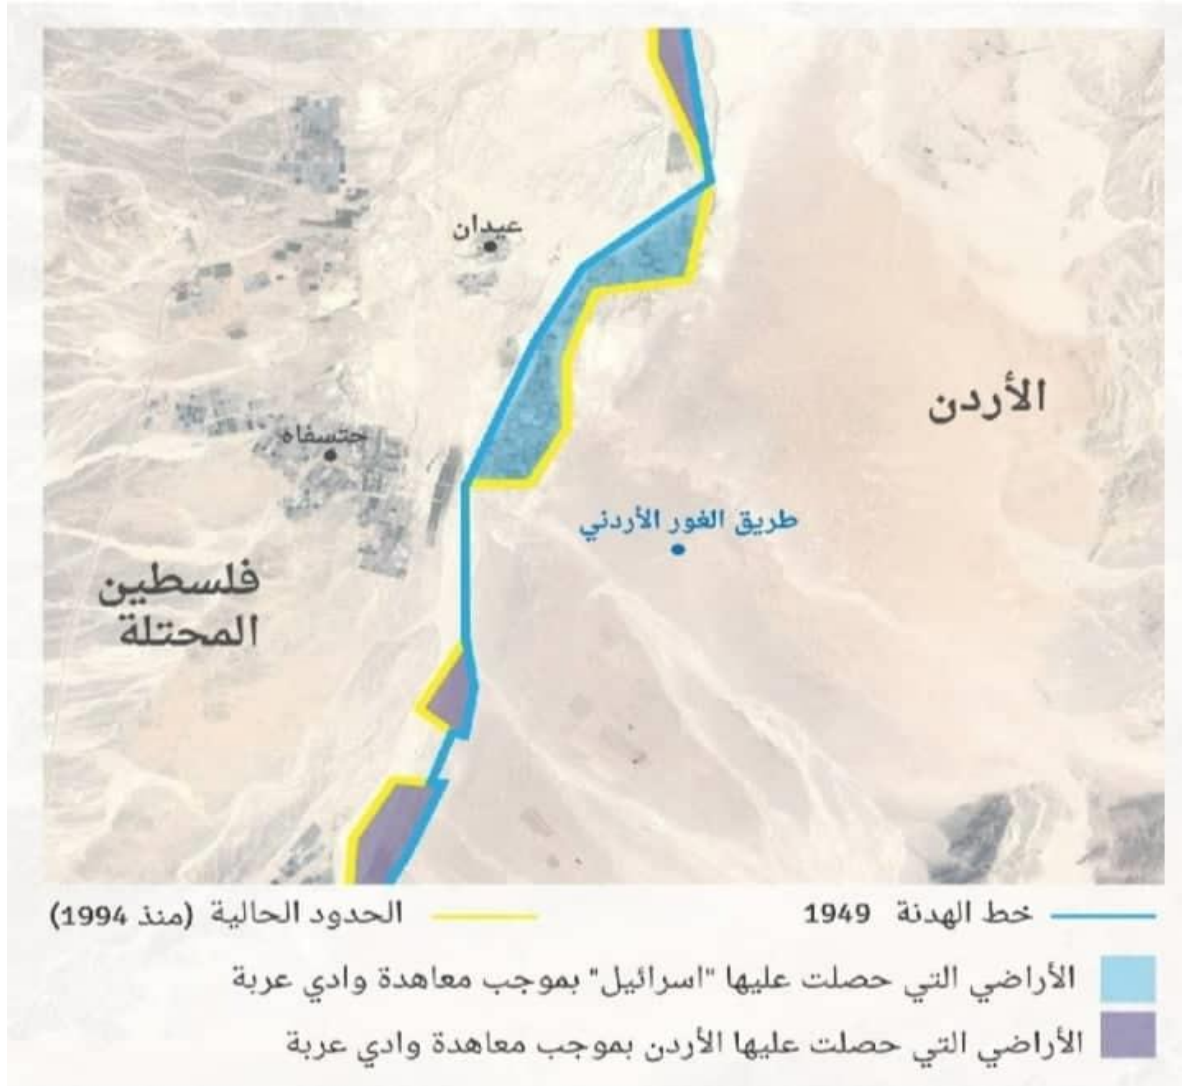 عيدان
الأردن
حتسفاه
طريق الغور الأردني
فلسطين
المحتلة
خط الهدنة 1949
الحدود الحالية (منذ 1994)
الأراضي التي حصلت عليها "اسرائيل" بموجب معاهدة وادي عربة
الأراضي التي حصلت عليها الأردن بموجب معاهدة وادي عربة